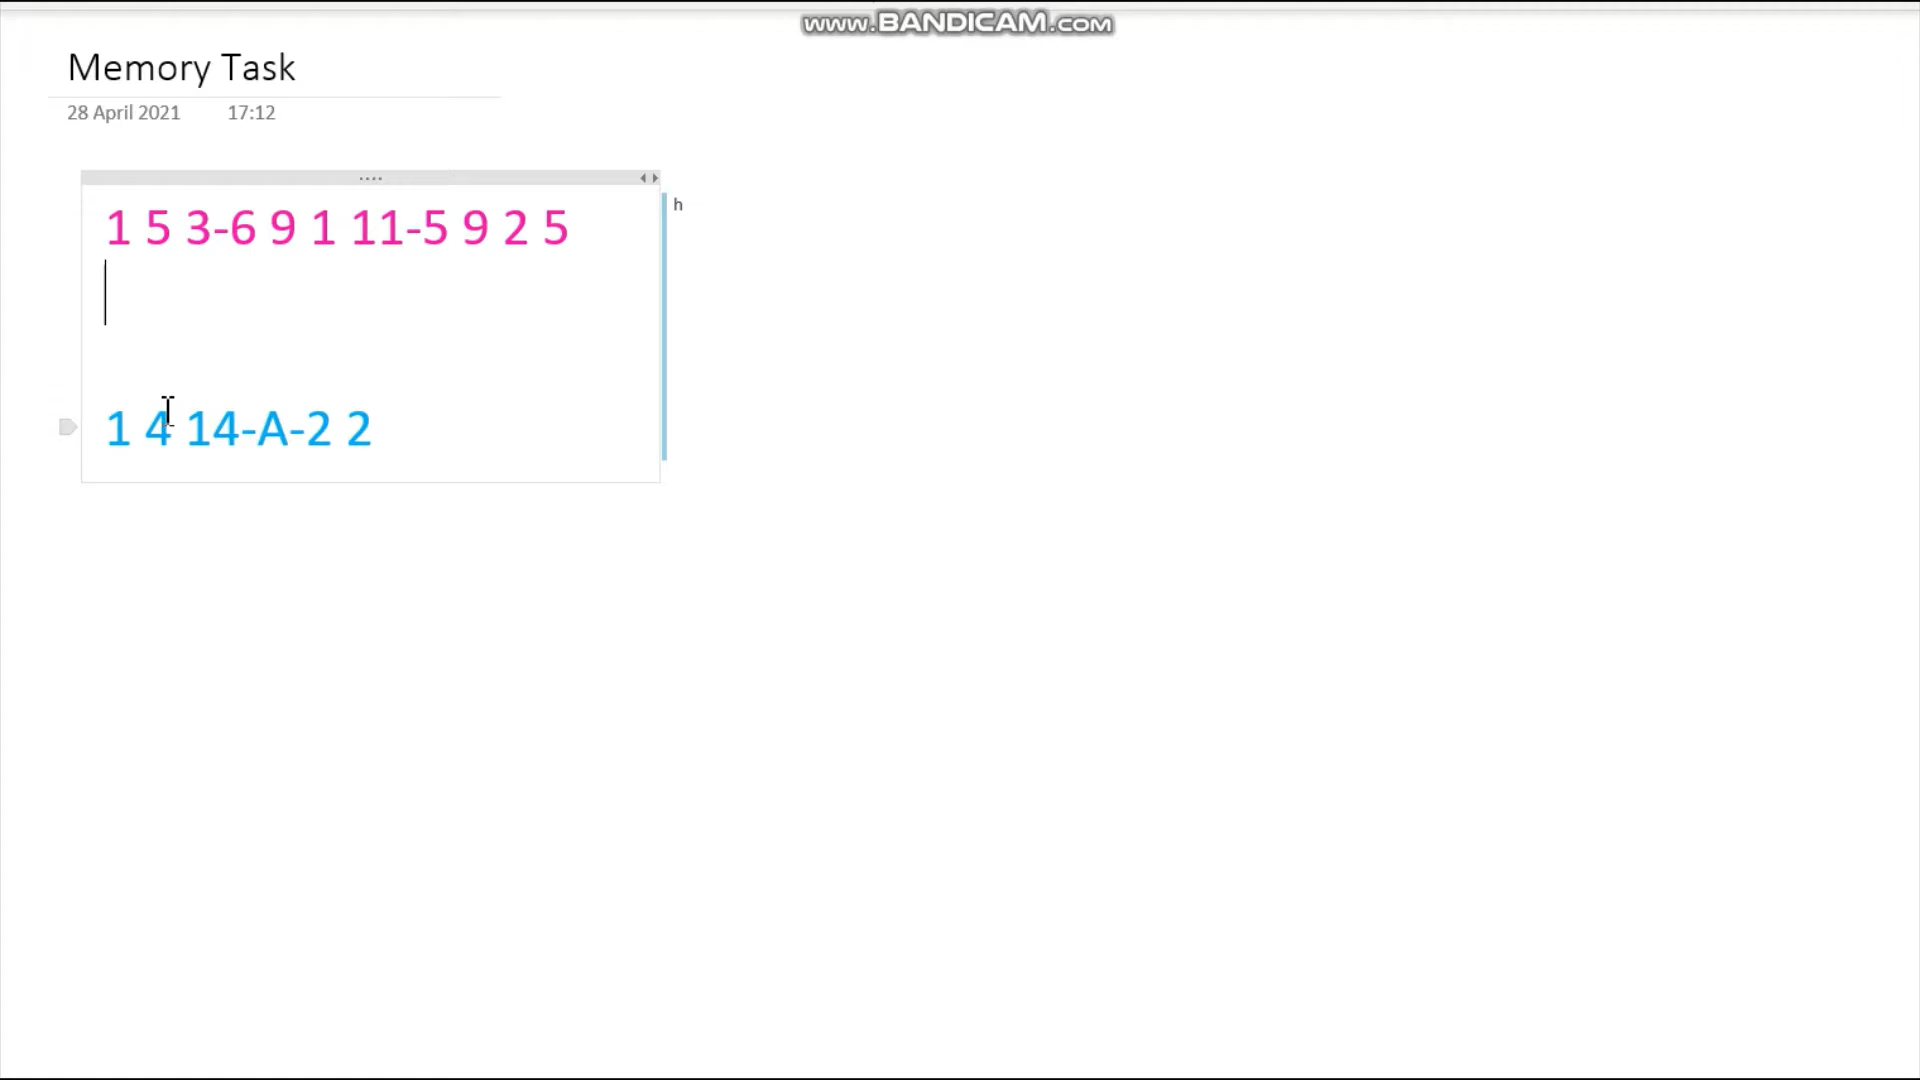 www.BANDICAM.com
Memory Task
28 April 2021 17:12
1 5 3-6 9 1 11-5 9 2 5
h
1 4 14-A-2 2